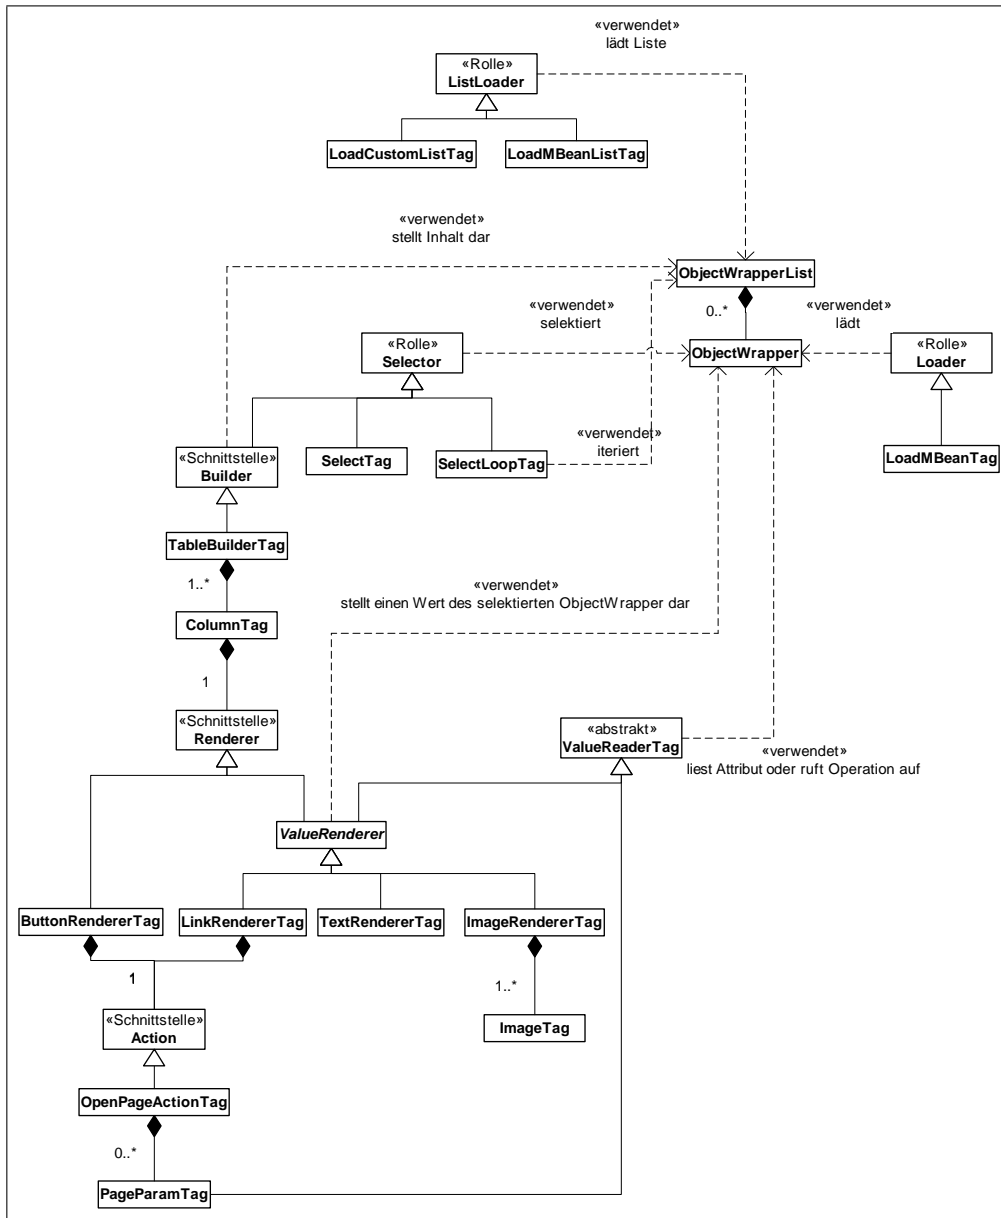 «verwendet»
lädt Liste
«Rolle»
ListLoader
LoadCustomListTag
LoadMBeanListTag
«verwendet»
stellt Inhalt dar
ObjectWrapperList
«verwendet»
selektiert
0..*
«verwendet»
lädt
«Rolle»
Selector
ObjectWrapper
«Rolle»
Loader
«Schnittstelle»
Builder
SelectTag
SelectLoopTag
«verwendet»
iteriert
LoadMBeanTag
TableBuilderTag
1..*
«verwendet»
stellt einen Wert des selektierten ObjectWrapper dar
ColumnTag
1
«Schnittstelle»
Renderer
«abstrakt»
ValueReaderTag
«verwendet»
liest Attribut oder ruft Operation auf
ValueRenderer
ButtonRendererTag
LinkRendererTag
TextRendererTag
ImageRendererTag
1
1..*
«Schnittstelle»
Action
ImageTag
OpenPageActionTag
0..*
PageParamTag